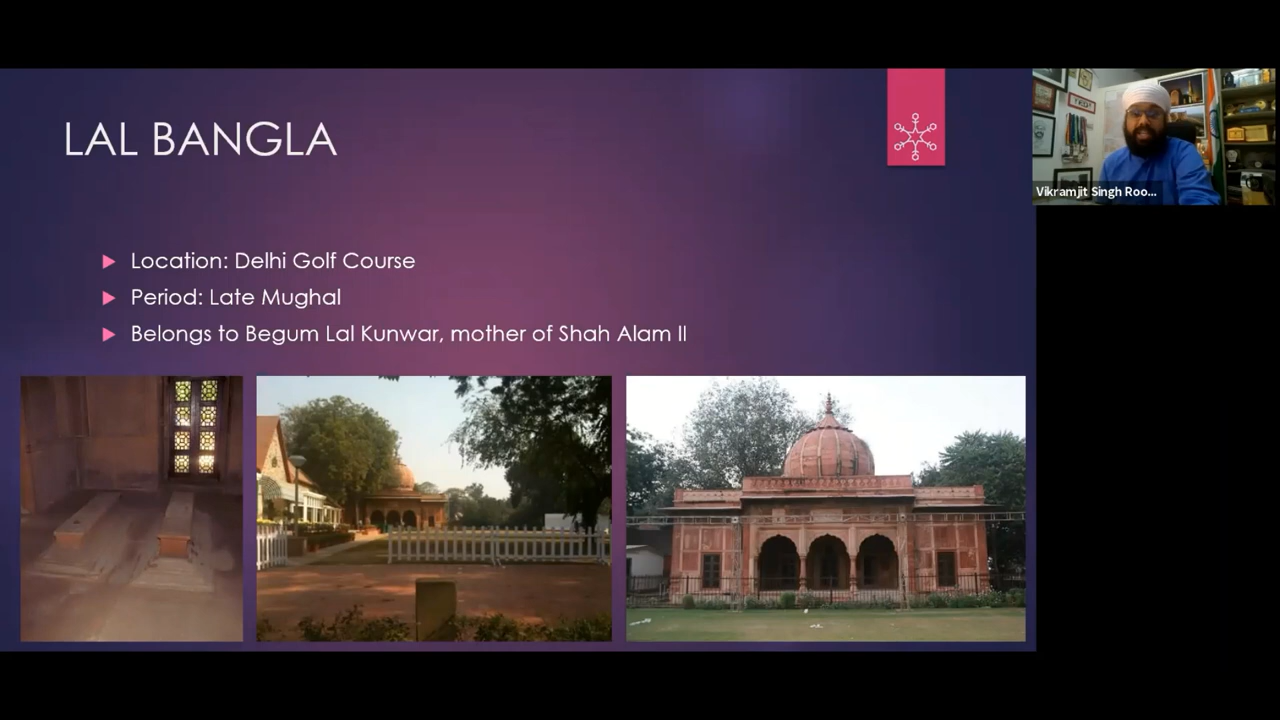 LAL BANGLA
Location: Delhi Golf Course
Period: Late Mughal
Belongs to Begum Lal Kunwar, mother of Shah Alam II
Vikramjit Singh Roo...